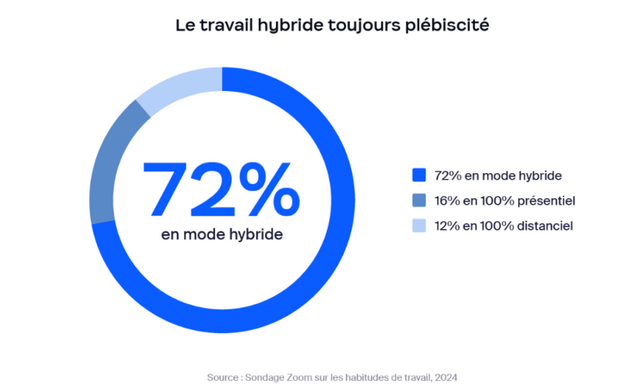 Le travail hybride toujours plébiscité
72%
en mode hybride
72% en mode hybride
16% en 100% présentiel
12% en 100% distanciel
Source : Sondage Zoom sur les habitudes de travail, 2024